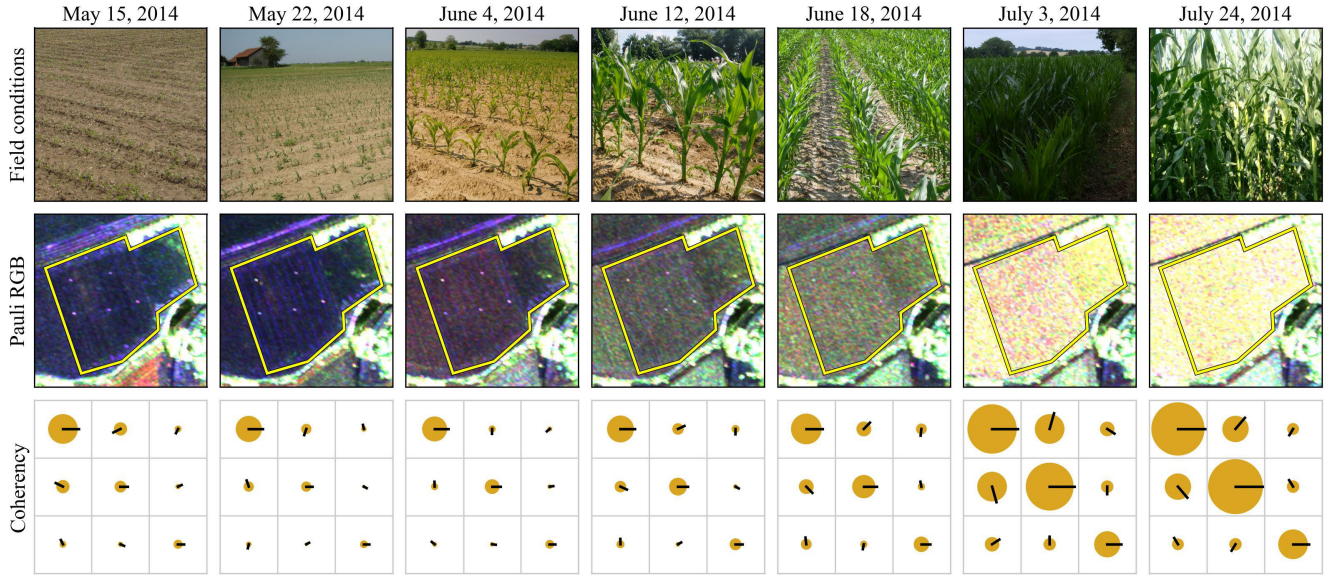 May 15, 2014
May 22, 2014
June 4, 2014
June 12, 2014
June 18, 2014
July 3, 2014
July 24, 2014
Field conditions
Pauli RGB
Coherency